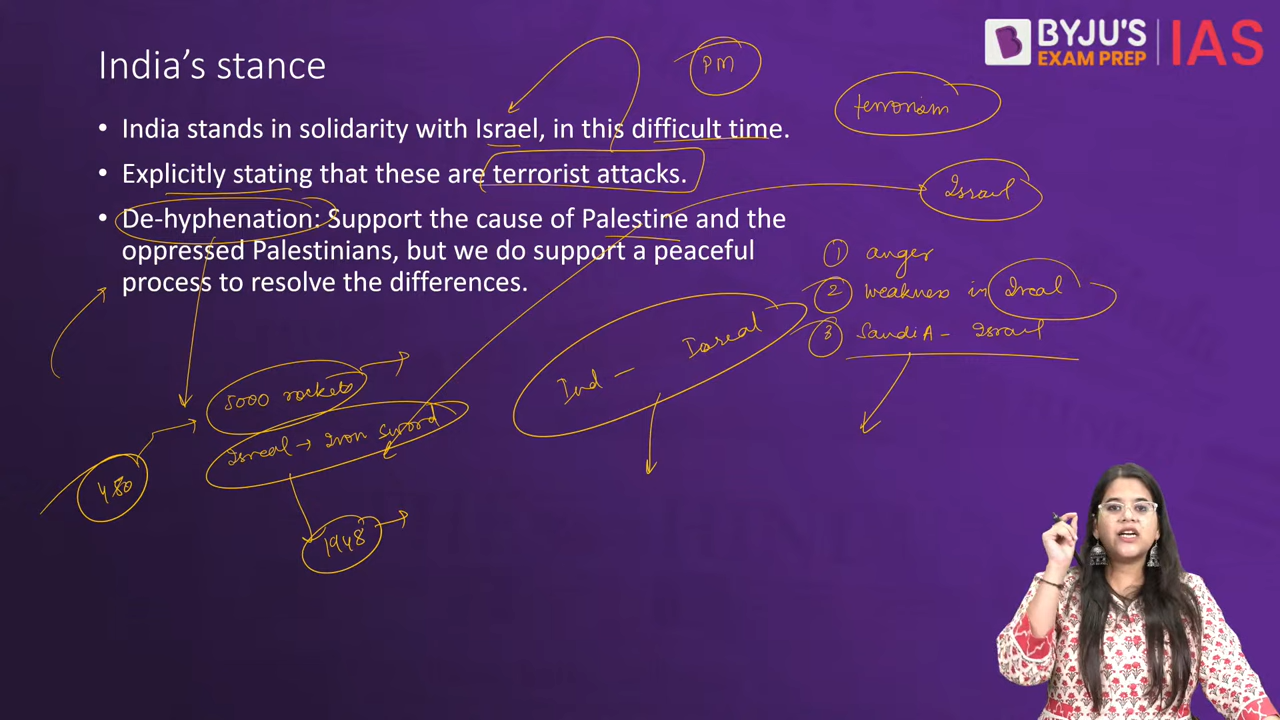 India's stance
• India stands in solidarity with Israel, in this difficult time.
• Explicitly stating that these are terrorist attacks.
• De-hyphenation: Support the cause of Palestine and the
oppressed Palestinians, but we do support a peaceful
process to resolve the differences.
BYJU'S
EXAM PREP
IAS
PM
terrorism
Israel
① anger
② weakness in Isreal
③ Saudi A - Israel
Ind - Isreal
5000 rockets
Isreal → Iron sword
480
1948